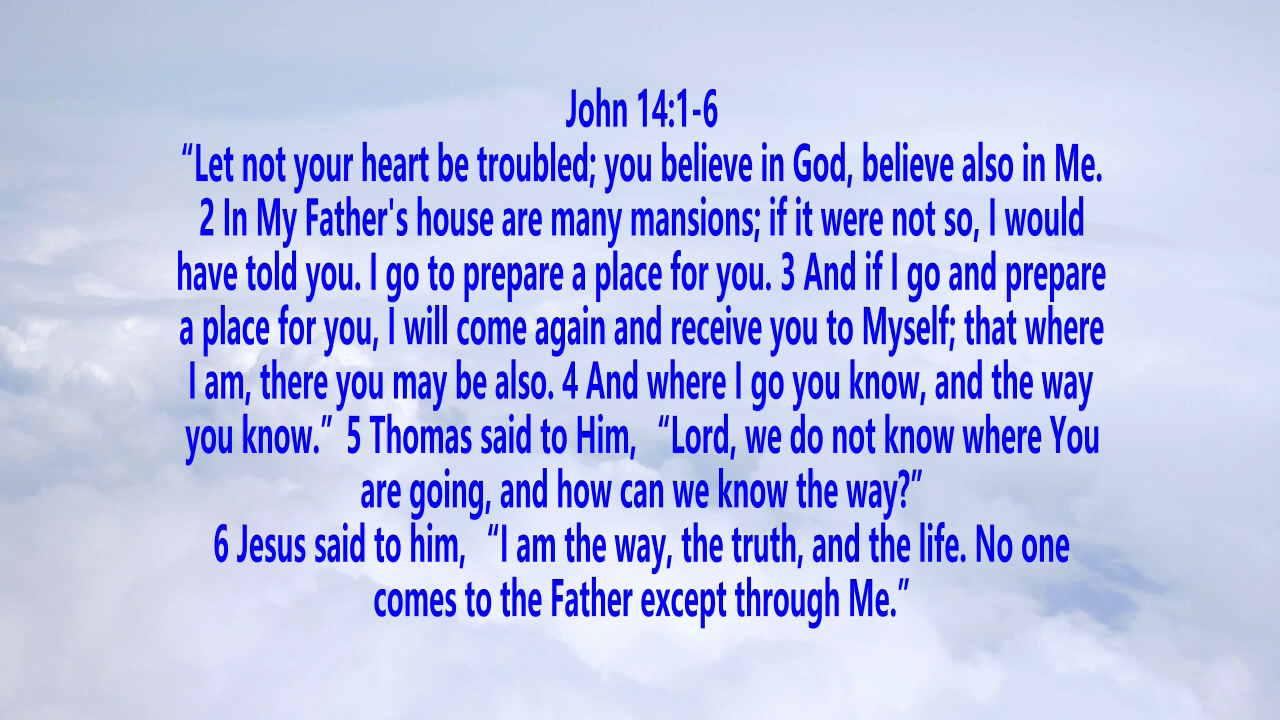 John 14:1-6
“Let not your heart be troubled; you believe in God, believe also in Me.
2 In My Father's house are many mansions; if it were not so, I would
have told you. I go to prepare a place for you. 3 And if I go and prepare
a place for you, I will come again and receive you to Myself; that where
I am, there you may be also. 4 And where I go you know, and the way
you know.” 5 Thomas said to Him, “Lord, we do not know where You
are going, and how can we know the way?”
6 Jesus said to him, “I am the way, the truth, and the life. No one
comes to the Father except through Me.”